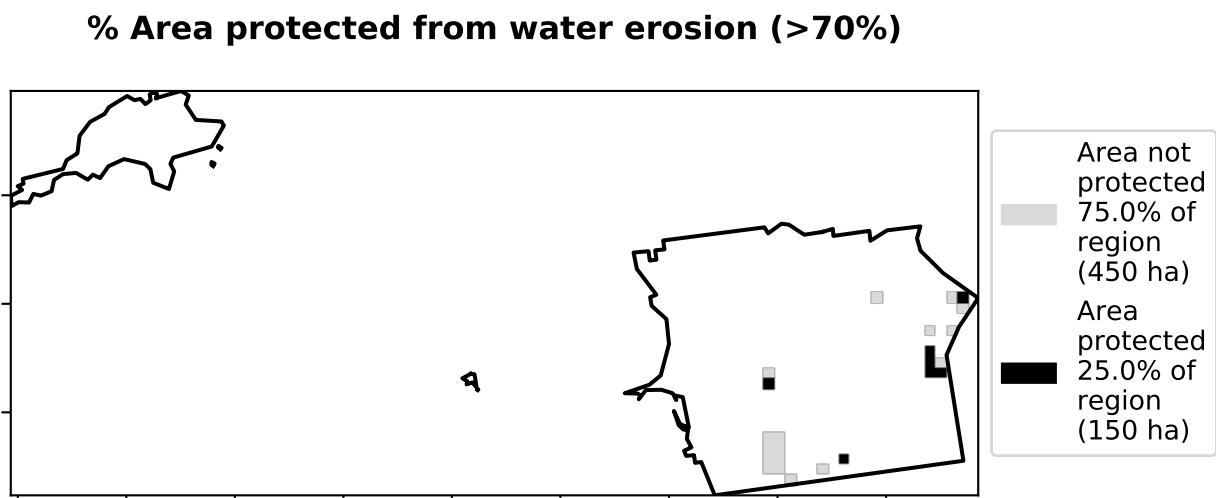 % Area protected from water erosion (>70%)
Area not
protected
75.0% of
region
(450 ha)
Area
protected
25.0% of
region
(150 ha)